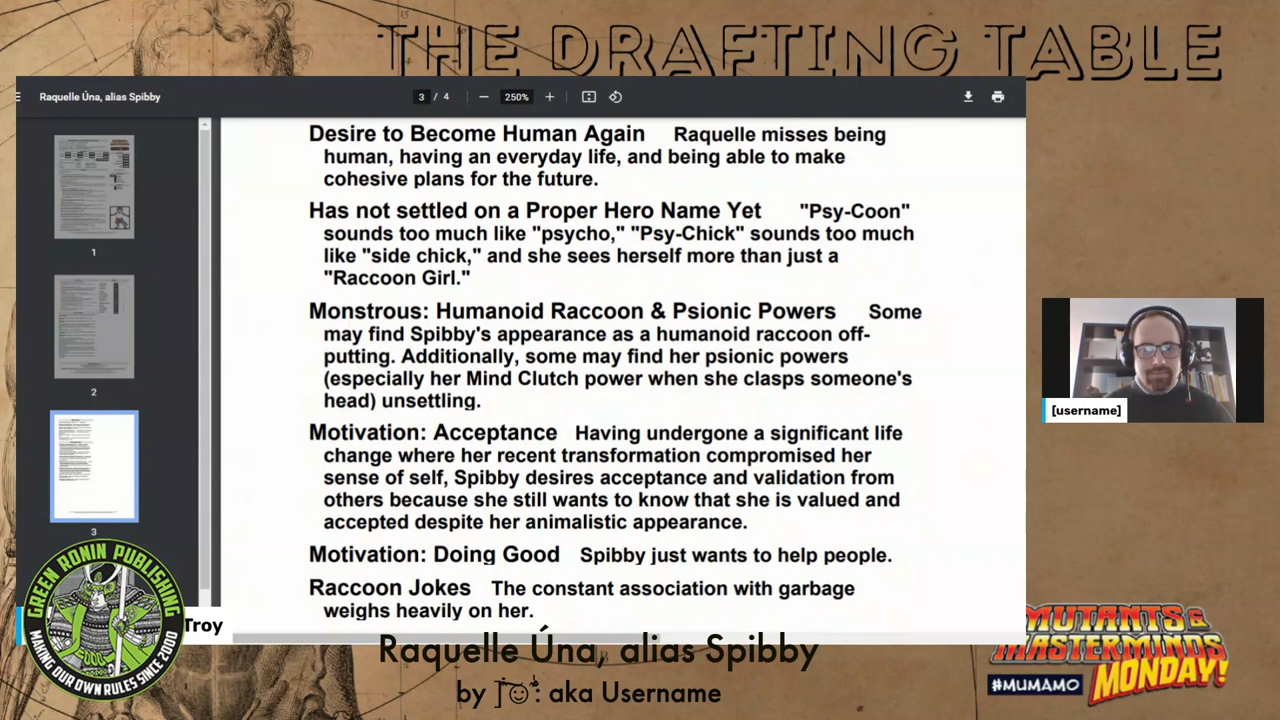 THE DRAFTING TABLE
Raquelle Úna, alias Spibby
3 / 4
250%
Desire to Become Human Again Raquelle misses being
human, having an everyday life, and being able to make
cohesive plans for the future.
Has not settled on a Proper Hero Name Yet "Psy-Coon"
sounds too much like "psycho," "Psy-Chick" sounds too much
like "side chick," and she sees herself more than just a
"Raccoon Girl."
Monstrous: Humanoid Raccoon & Psionic Powers Some
may find Spibby's appearance as a humanoid raccoon off-
putting. Additionally, some may find her psionic powers
(especially her Mind Clutch power when she clasps someone's
head) unsettling.
Motivation: Acceptance Having undergone a significant life
change where her recent transformation compromised her
sense of self, Spibby desires acceptance and validation from
others because she still wants to know that she is valued and
accepted despite her animalistic appearance.
Motivation: Doing Good Spibby just wants to help people.
Raccoon Jokes The constant association with garbage
weighs heavily on her.
1
2
3
[username]
GREEN RONIN PUBLISHING
MAKING OUR OWN RULES SINCE 2000
Troy
Raquelle Úna, alias Spibby
by aka Username
MUTANTS &
MASTERMINDS
#MUMAMO MONDAY!